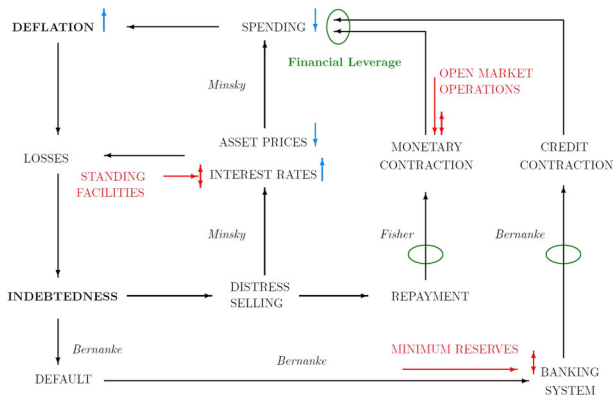 DEFLATION
SPENDING
Financial Leverage
Minsky
OPEN MARKET
OPERATIONS
ASSET PRICES
MONETARY
CONTRACTION
CREDIT
CONTRACTION
LOSSES
STANDING
FACILITIES
INTEREST RATES
Minsky
Fisher
Bernanke
INDEBTEDNESS
DISTRESS
SELLING
REPAYMENT
Bernanke
Bernanke
MINIMUM RESERVES
DEFAULT
BANKING
SYSTEM